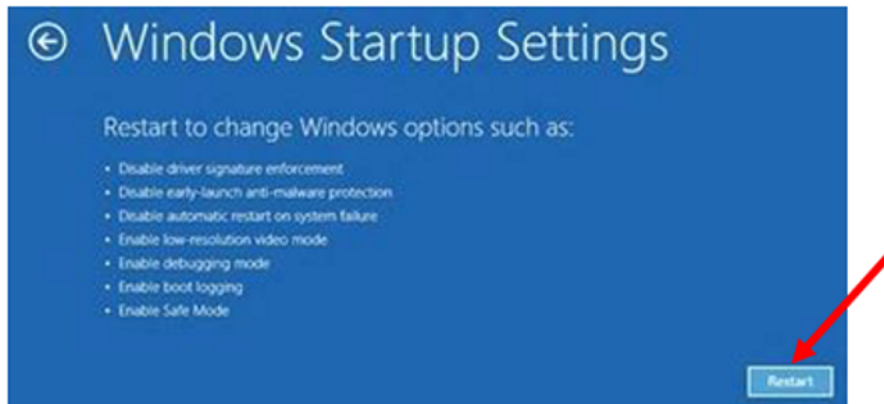 Windows Startup Settings
Restart to change Windows options such as:
• Disable driver signature enforcement
• Disable early-launch anti-malware protection
• Disable automatic restart on system failure
• Enable low-resolution video mode
• Enable debugging mode
• Enable boot logging
• Enable Safe Mode
Restart